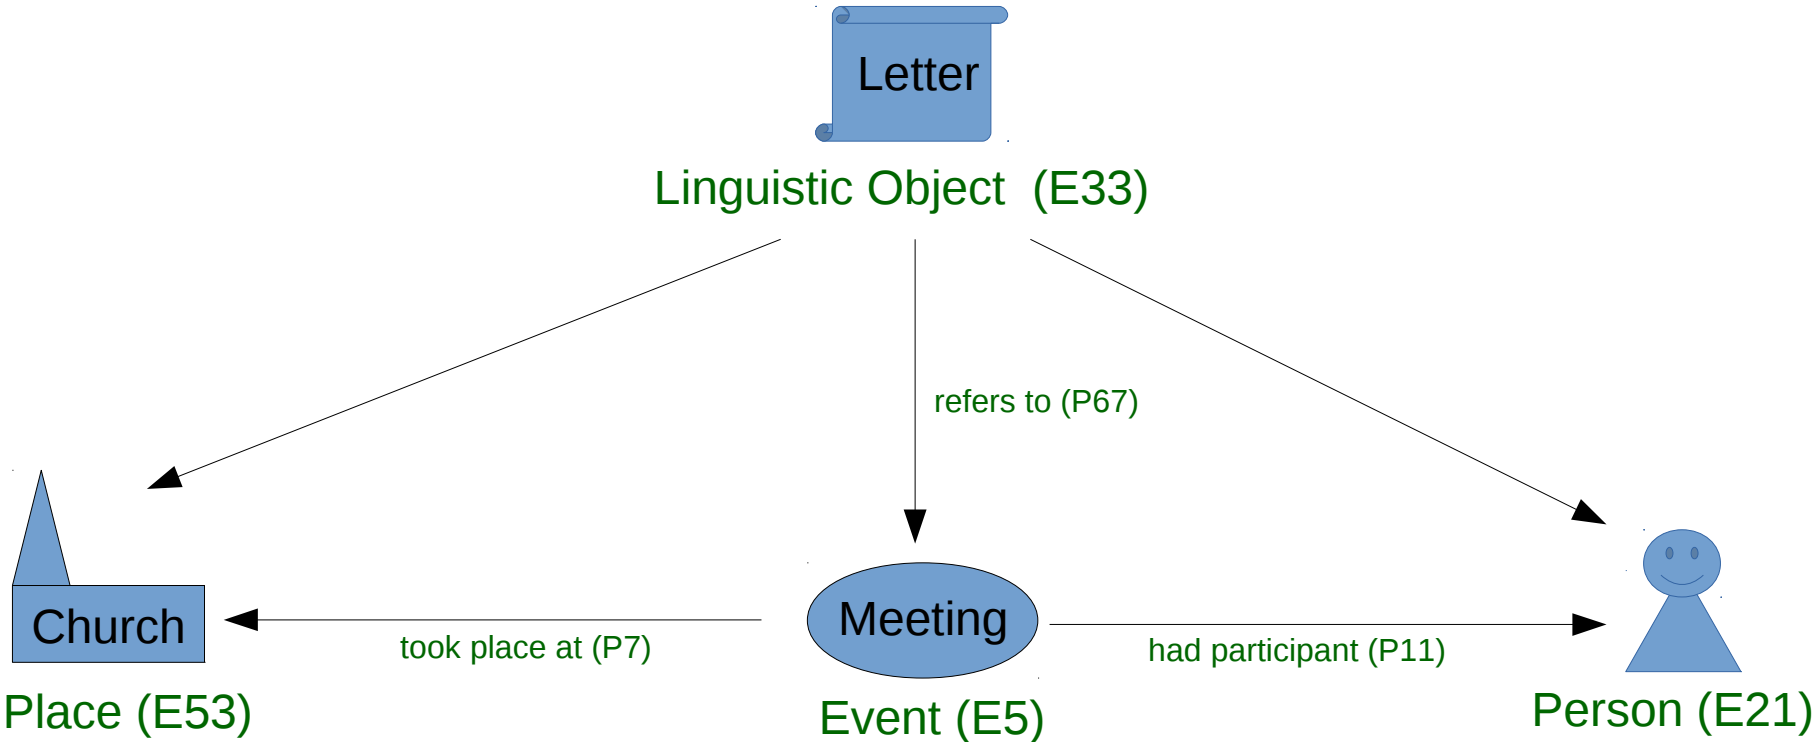 Letter
Linguistic Object (E33)
refers to (P67)
Church
Meeting
took place at (P7)
had participant (P11)
Place (E53)
Event (E5)
Person (E21)